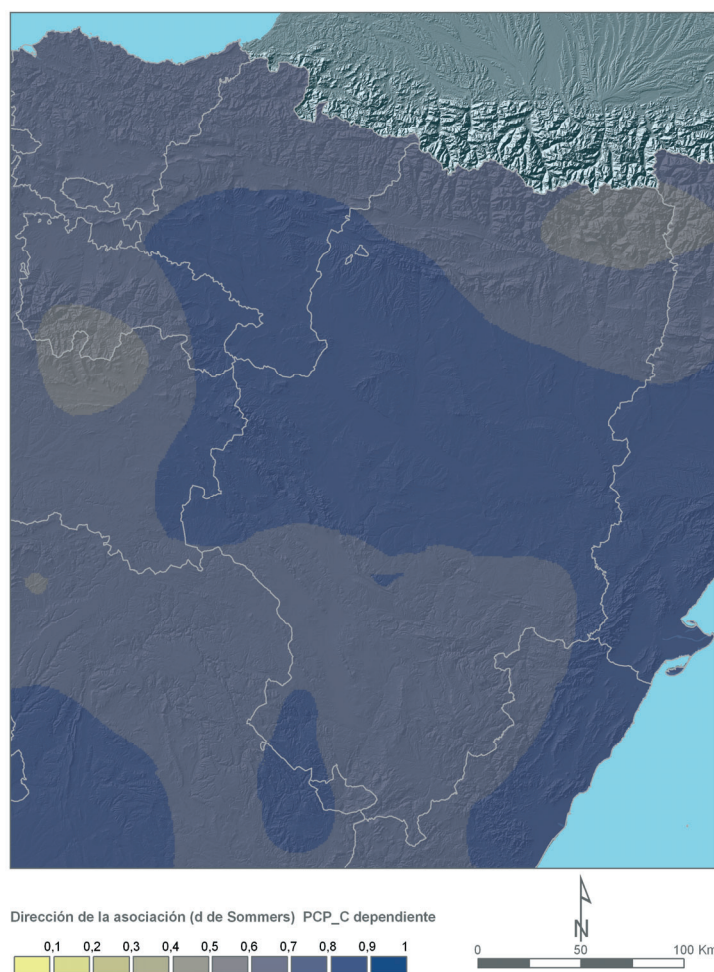 N
Dirección de la asociación (d de Sommers) PCP_C dependiente
0,1 0,2 0,3 0,4 0,5 0,6 0,7 0,8 0,9 1
0 50 100 Km